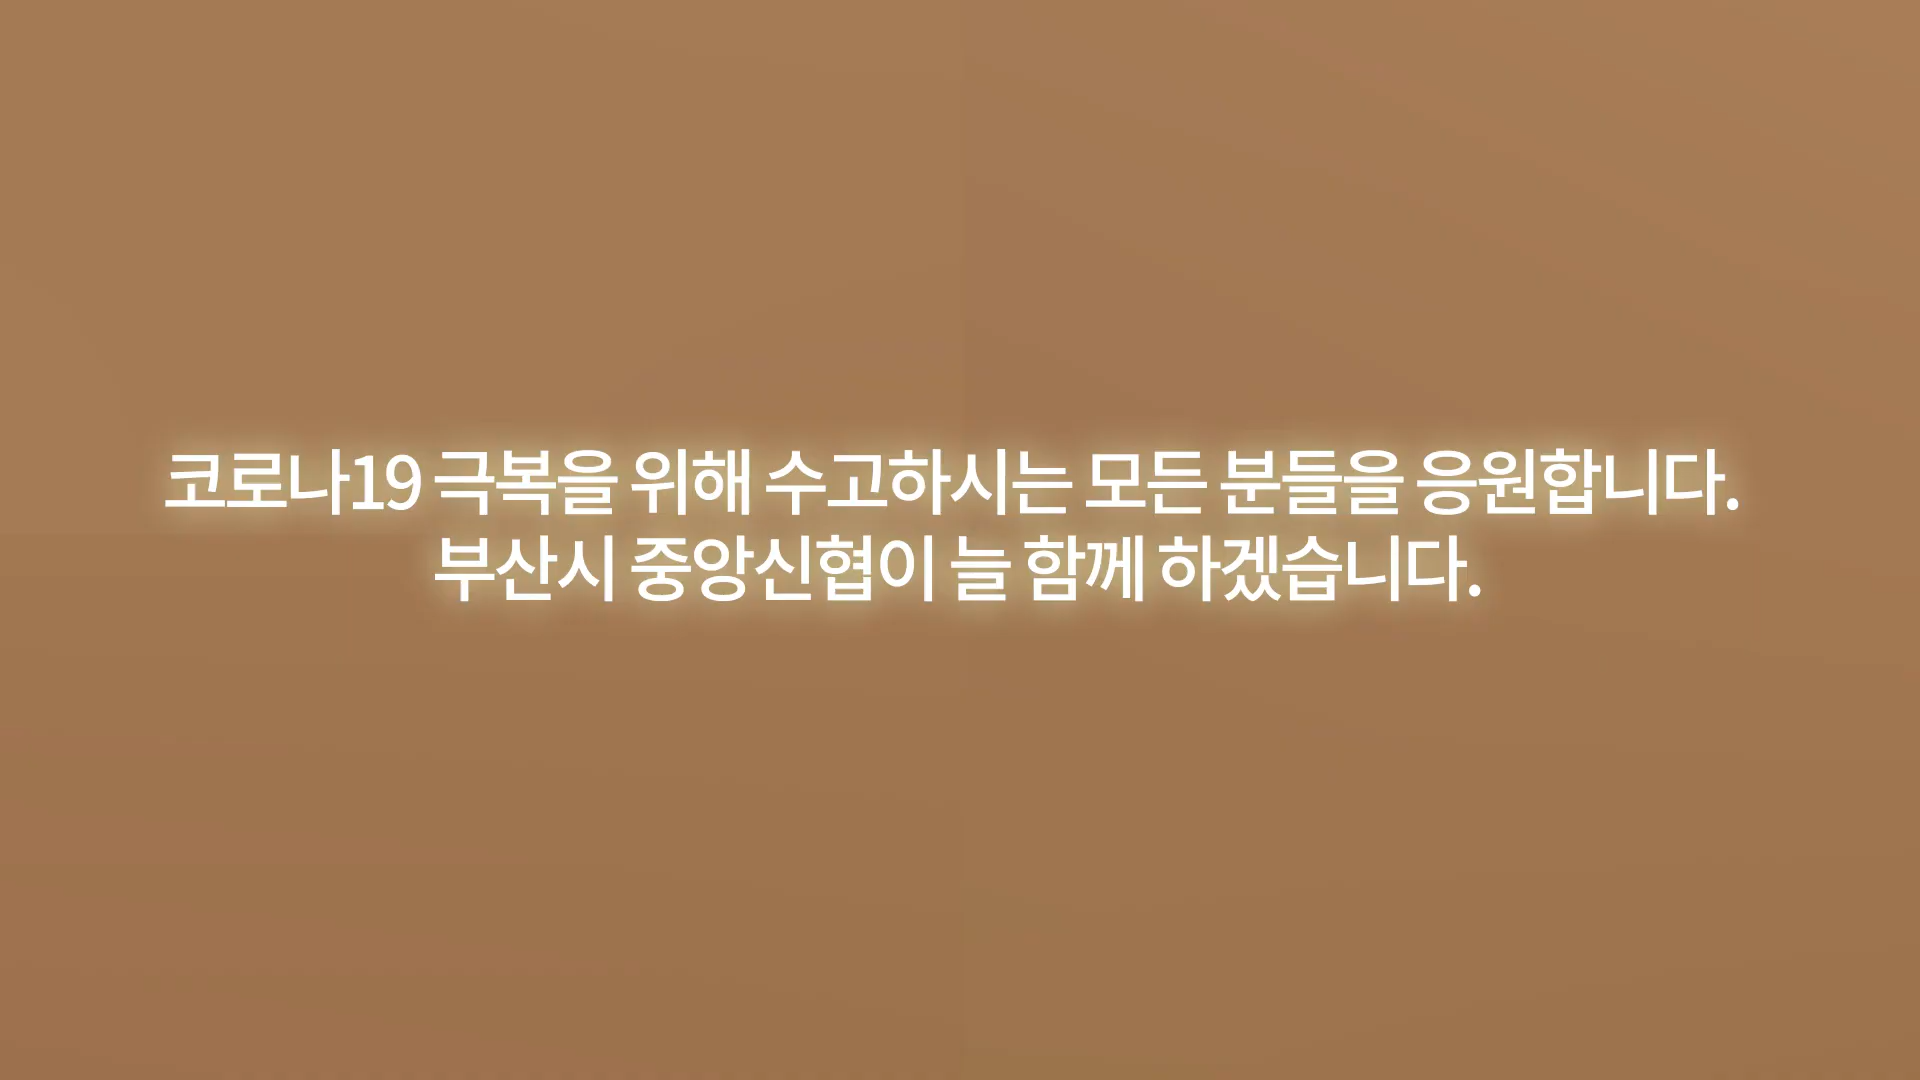 코로나19 극복을 위해 수고하시는 모든 분들을 응원합니다.
부산시 중앙신협이 늘 함께 하겠습니다.